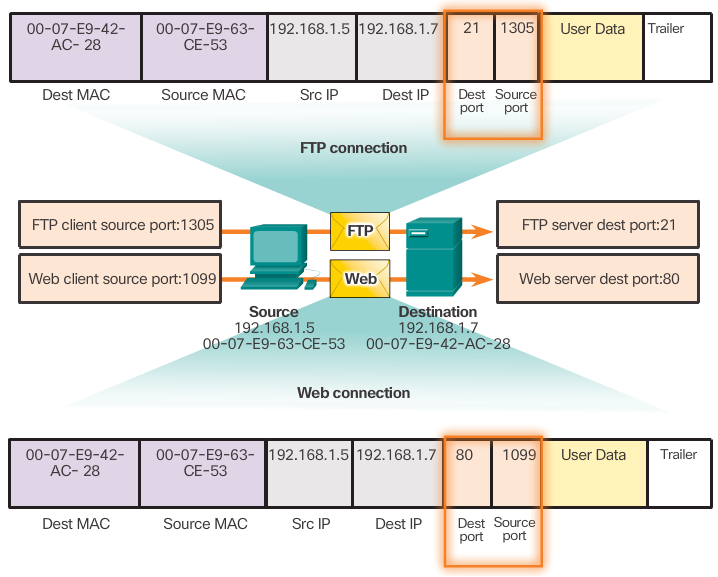 00-07-E9-42-
AC- 28
00-07-E9-63-
CE-53
192.168.1.5
192.168.1.7
21
1305
User Data
Trailer
Dest MAC
Source MAC
Src IP
Dest IP
Dest
port
Source
port
FTP connection
FTP client source port:1305
FTP
FTP server dest port:21
Web client source port:1099
Web
Web server dest port:80
Source
192.168.1.5
00-07-E9-63-CE-53
Destination
192.168.1.7
00-07-E9-42-AC-28
Web connection
00-07-E9-42-
AC- 28
00-07-E9-63-
CE-53
192.168.1.5
192.168.1.7
80
1099
User Data
Trailer
Dest MAC
Source MAC
Src IP
Dest IP
Dest
port
Source
port